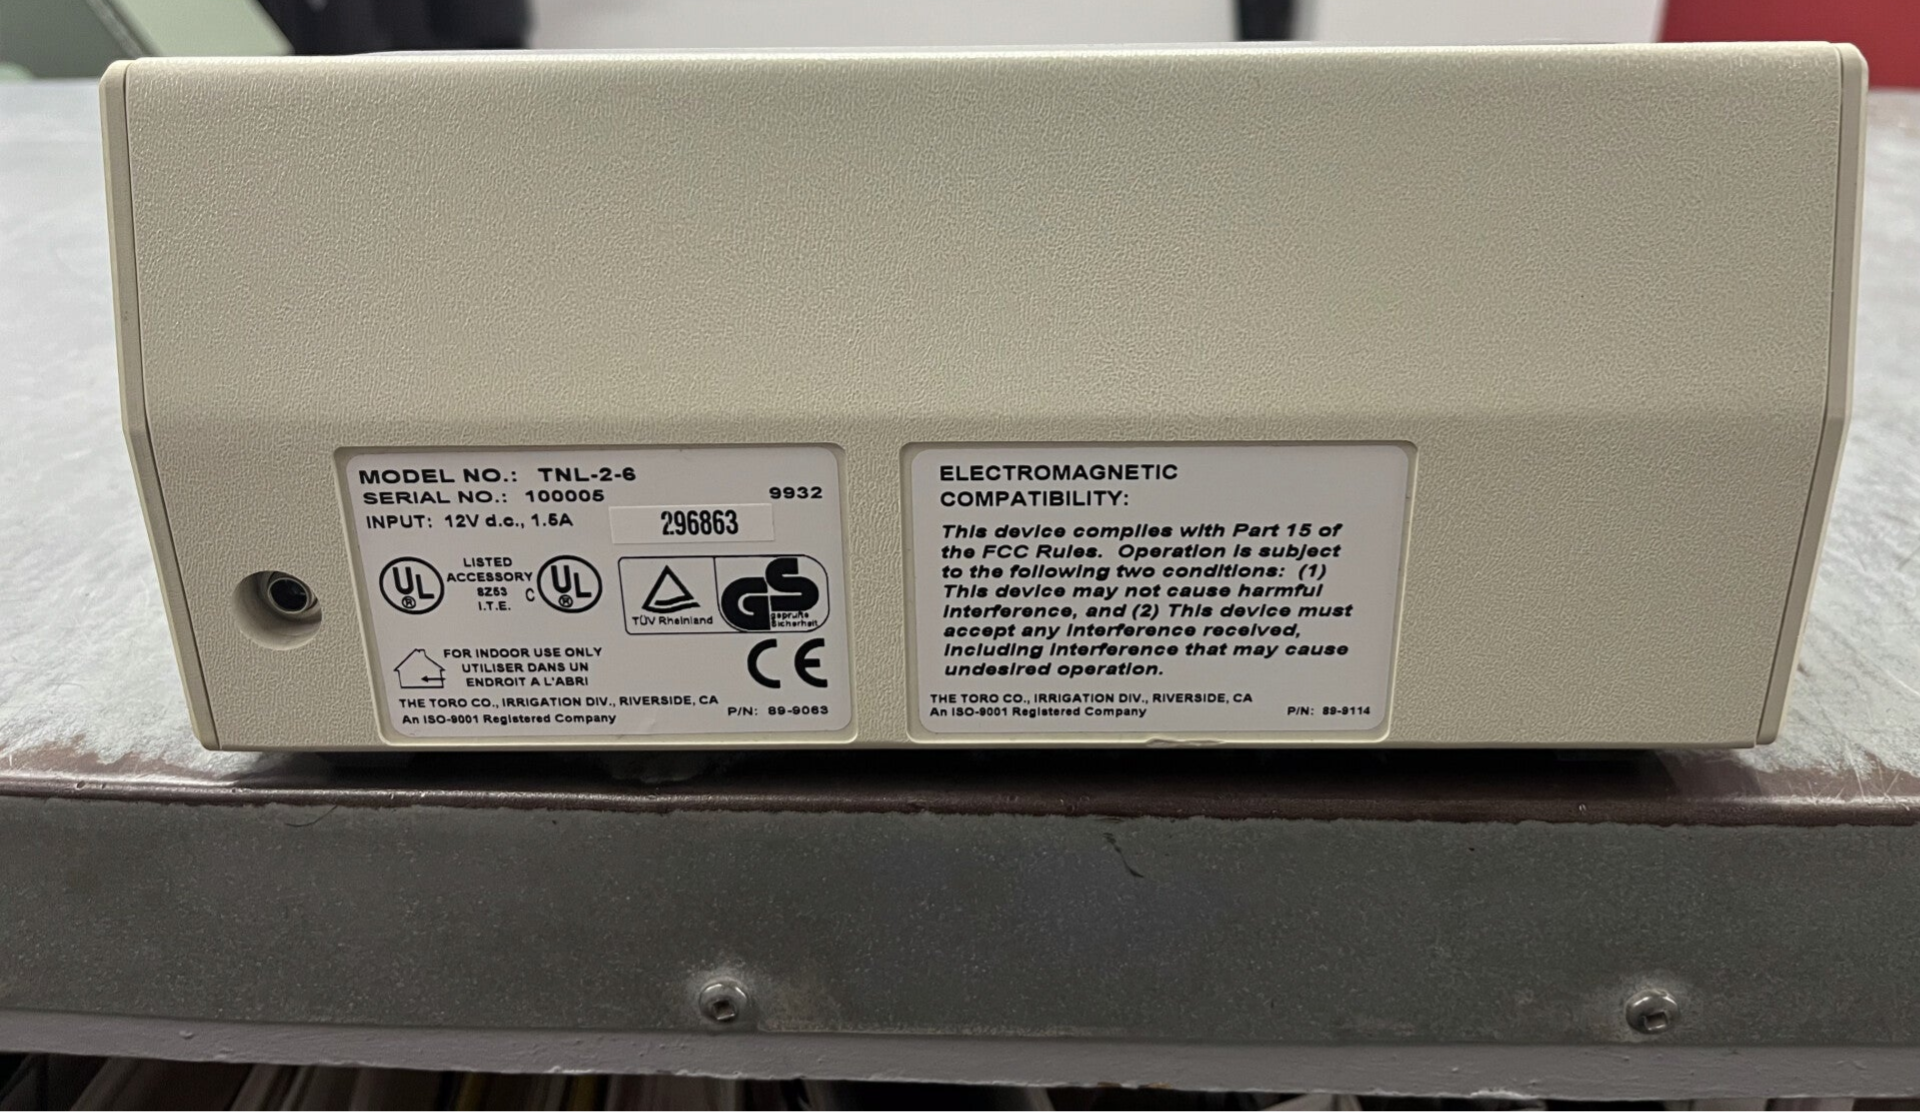 MODEL NO.: TNL-2-6
SERIAL NO.: 100005 9932
INPUT: 12V d.c., 1.5A 296863
UL ® LISTED ACCESSORY 8Z53 I.T.E. C UL ®
TÜV Rheinland GS geprüfte Sicherheit
FOR INDOOR USE ONLY
UTILISER DANS UN
ENDROIT A L'ABRI
CE
THE TORO CO., IRRIGATION DIV., RIVERSIDE, CA
An ISO-9001 Registered Company P/N: 89-9063
ELECTROMAGNETIC
COMPATIBILITY:
This device complies with Part 15 of
the FCC Rules. Operation is subject
to the following two conditions: (1)
This device may not cause harmful
interference, and (2) This device must
accept any interference received,
including interference that may cause
undesired operation.
THE TORO CO., IRRIGATION DIV., RIVERSIDE, CA
An ISO-9001 Registered Company P/N: 89-9114